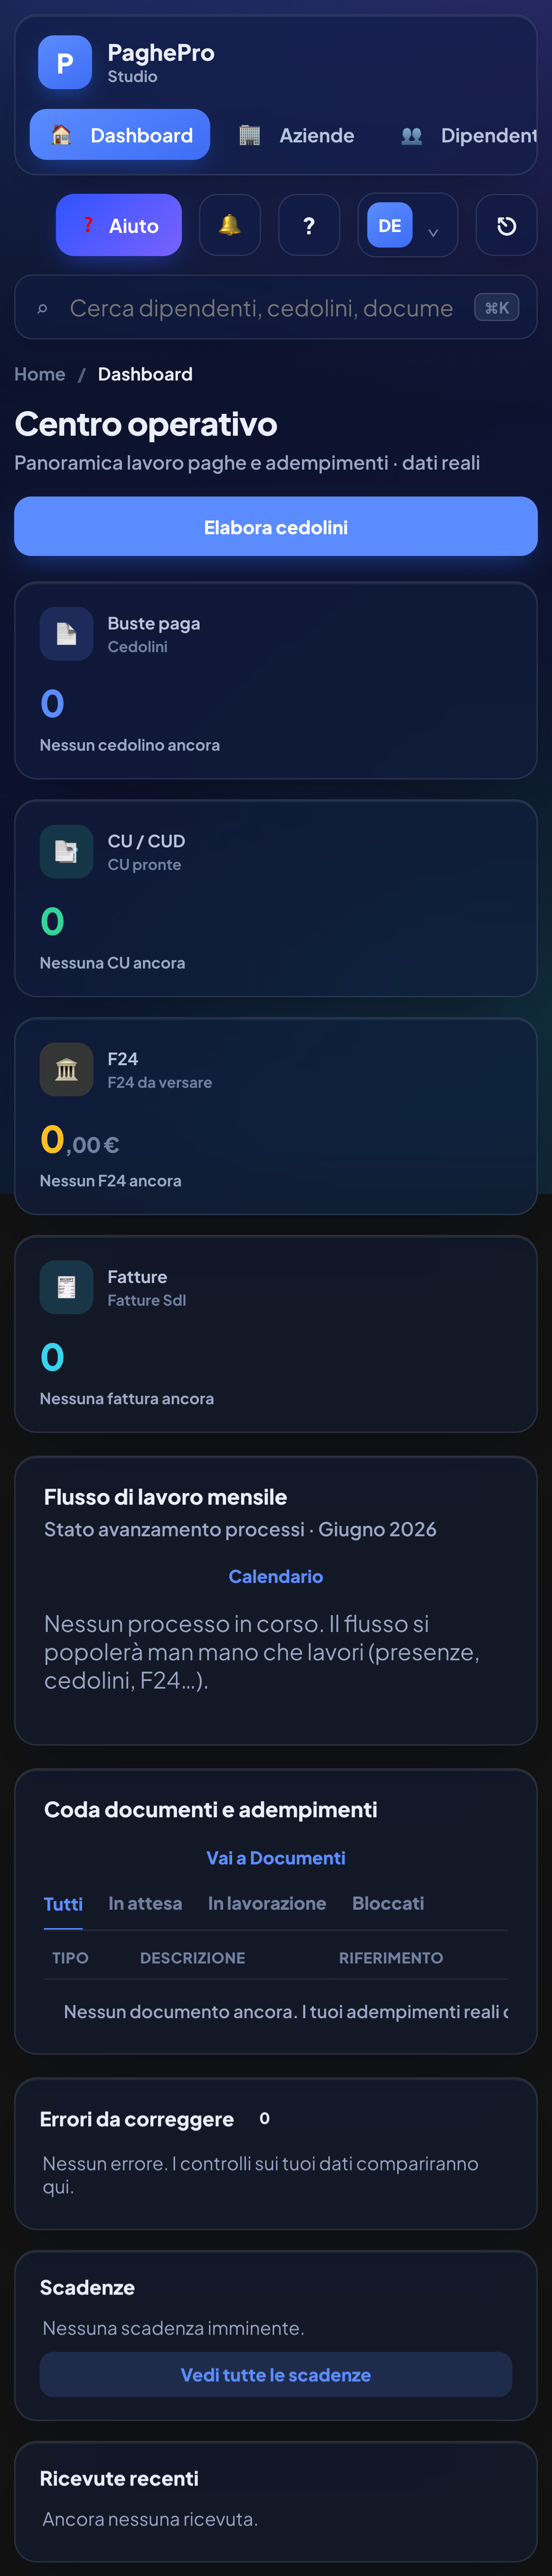 P
PaghePro
Studio
Dashboard
Aziende
Dipendent
? Aiuto
?
DE
Cerca dipendenti, cedolini, docume
⌘K
Home / Dashboard
Centro operativo
Panoramica lavoro paghe e adempimenti · dati reali
Elabora cedolini
Buste paga
Cedolini
0
Nessun cedolino ancora
CU / CUD
CU pronte
0
Nessuna CU ancora
F24
F24 da versare
0,00 €
Nessun F24 ancora
Fatture
Fatture SdI
0
Nessuna fattura ancora
Flusso di lavoro mensile
Stato avanzamento processi · Giugno 2026
Calendario
Nessun processo in corso. Il flusso si
popolerà man mano che lavori (presenze,
cedolini, F24…).
Coda documenti e adempimenti
Vai a Documenti
Tutti In attesa In lavorazione Bloccati
TIPO DESCRIZIONE RIFERIMENTO
Nessun documento ancora. I tuoi adempimenti reali
Errori da correggere 0
Nessun errore. I controlli sui tuoi dati compariranno
qui.
Scadenze
Nessuna scadenza imminente.
Vedi tutte le scadenze
Ricevute recenti
Ancora nessuna ricevuta.